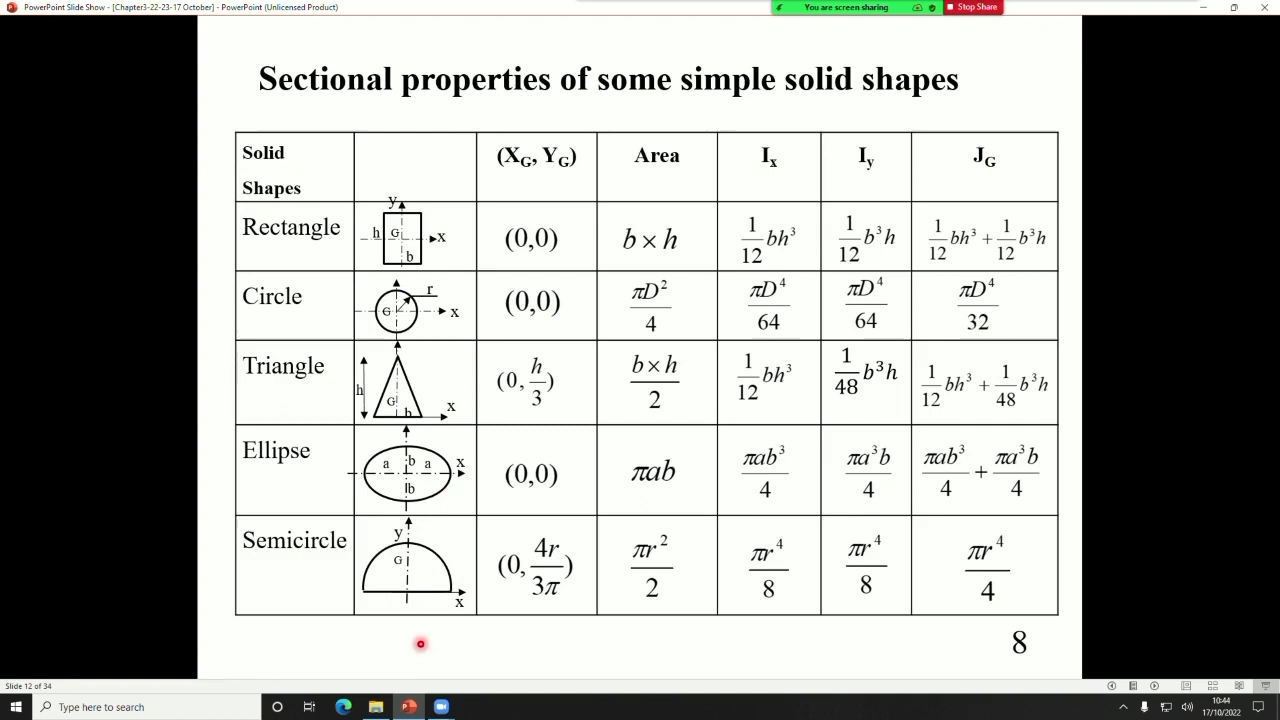 PowerPoint Slide Show - [Chapter3-22-23-17 October] - PowerPoint (Unlicensed Product)
You are screen sharing
Stop Share
Sectional properties of some simple solid shapes
Solid Shapes (X_G, Y_G) Area I_x I_y J_G
Rectangle y h G x b (0,0) b × h 1/12 bh³ 1/12 b³h 1/12 bh³ + 1/12 b³h
Circle r G x (0,0) πD²/4 πD⁴/64 πD⁴/64 πD⁴/32
Triangle h G b x (0, h/3) b × h/2 1/12 bh³ 1/48 b³h 1/12 bh³ + 1/48 b³h
Ellipse a b a x b (0,0) πab πab³/4 πa³b/4 πab³/4 + πa³b/4
Semicircle y G x (0, 4r/3π) πr²/2 πr⁴/8 πr⁴/8 πr⁴/4
8
Slide 12 of 34
Type here to search
10:44
17/10/2022